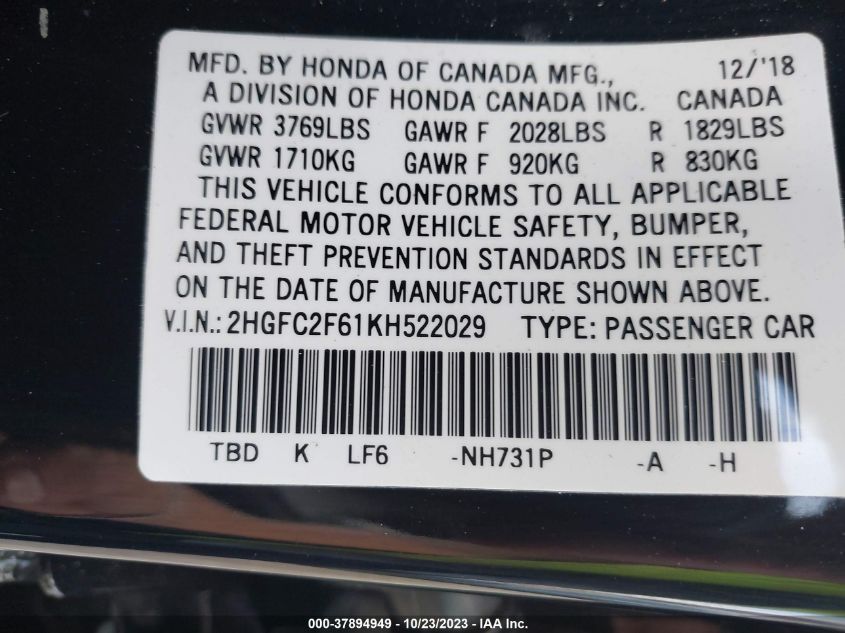 MFD. BY HONDA OF CANADA MFG., 12/'18
A DIVISION OF HONDA CANADA INC. CANADA
GVWR 3769LBS GAWR F 2028LBS R 1829LBS
GVWR 1710KG GAWR F 920KG R 830KG
THIS VEHICLE CONFORMS TO ALL APPLICABLE
FEDERAL MOTOR VEHICLE SAFETY, BUMPER,
AND THEFT PREVENTION STANDARDS IN EFFECT
ON THE DATE OF MANUFACTURE SHOWN ABOVE.
V.I.N.: 2HGFC2F61KH522029 TYPE: PASSENGER CAR
TBD K LF6 -NH731P -A -H
000-37894949 | 10/23/2023 - IAA Inc.